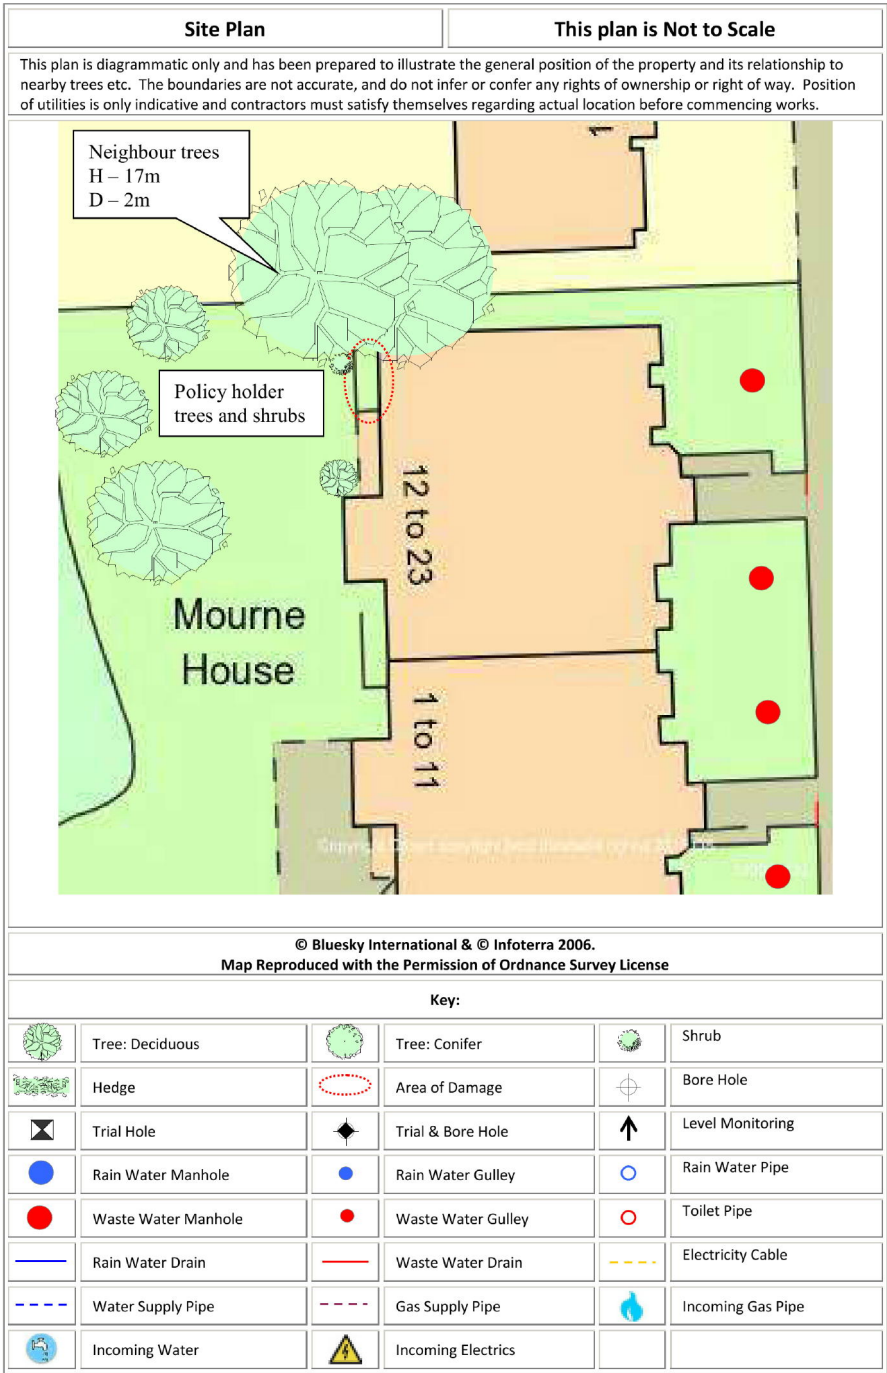 Site Plan
This plan is Not to Scale
This plan is diagrammatic only and has been prepared to illustrate the general position of the property and its relationship to
nearby trees etc. The boundaries are not accurate, and do not infer or confer any rights of ownership or right of way. Position
of utilities is only indicative and contractors must satisfy themselves regarding actual location before commencing works.
Neighbour trees
H – 17m
D – 2m
1
Policy holder
trees and shrubs
12 to 23
Mourne
House
1 to 11
© Bluesky International & © Infoterra 2006.
Map Reproduced with the Permission of Ordnance Survey License
Key:
Tree: Deciduous
Tree: Conifer
Shrub
Hedge
Area of Damage
Bore Hole
Trial Hole
Trial & Bore Hole
Level Monitoring
Rain Water Manhole
Rain Water Gulley
Rain Water Pipe
Waste Water Manhole
Waste Water Gulley
Toilet Pipe
Rain Water Drain
Waste Water Drain
Electricity Cable
Water Supply Pipe
Gas Supply Pipe
Incoming Gas Pipe
Incoming Water
Incoming Electrics